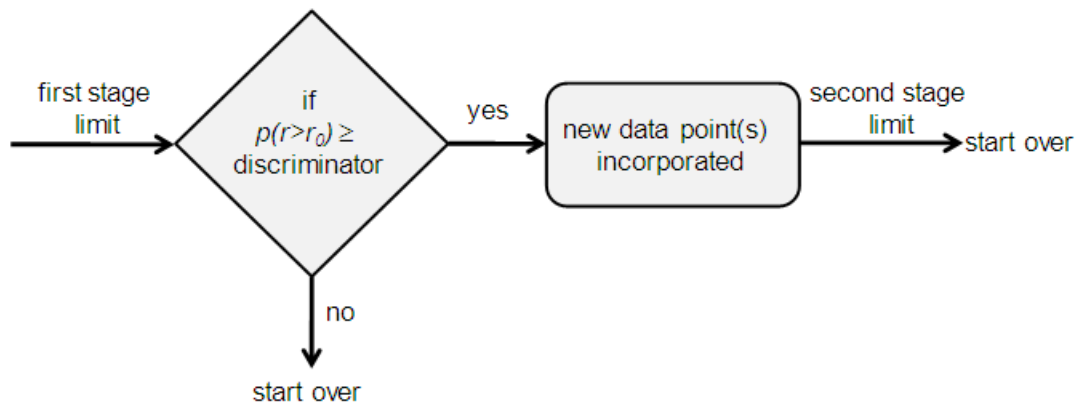 first stage
limit
if
p(r>r₀) ≥
discriminator
yes
no
start over
new data point(s)
incorporated
second stage
limit
start over